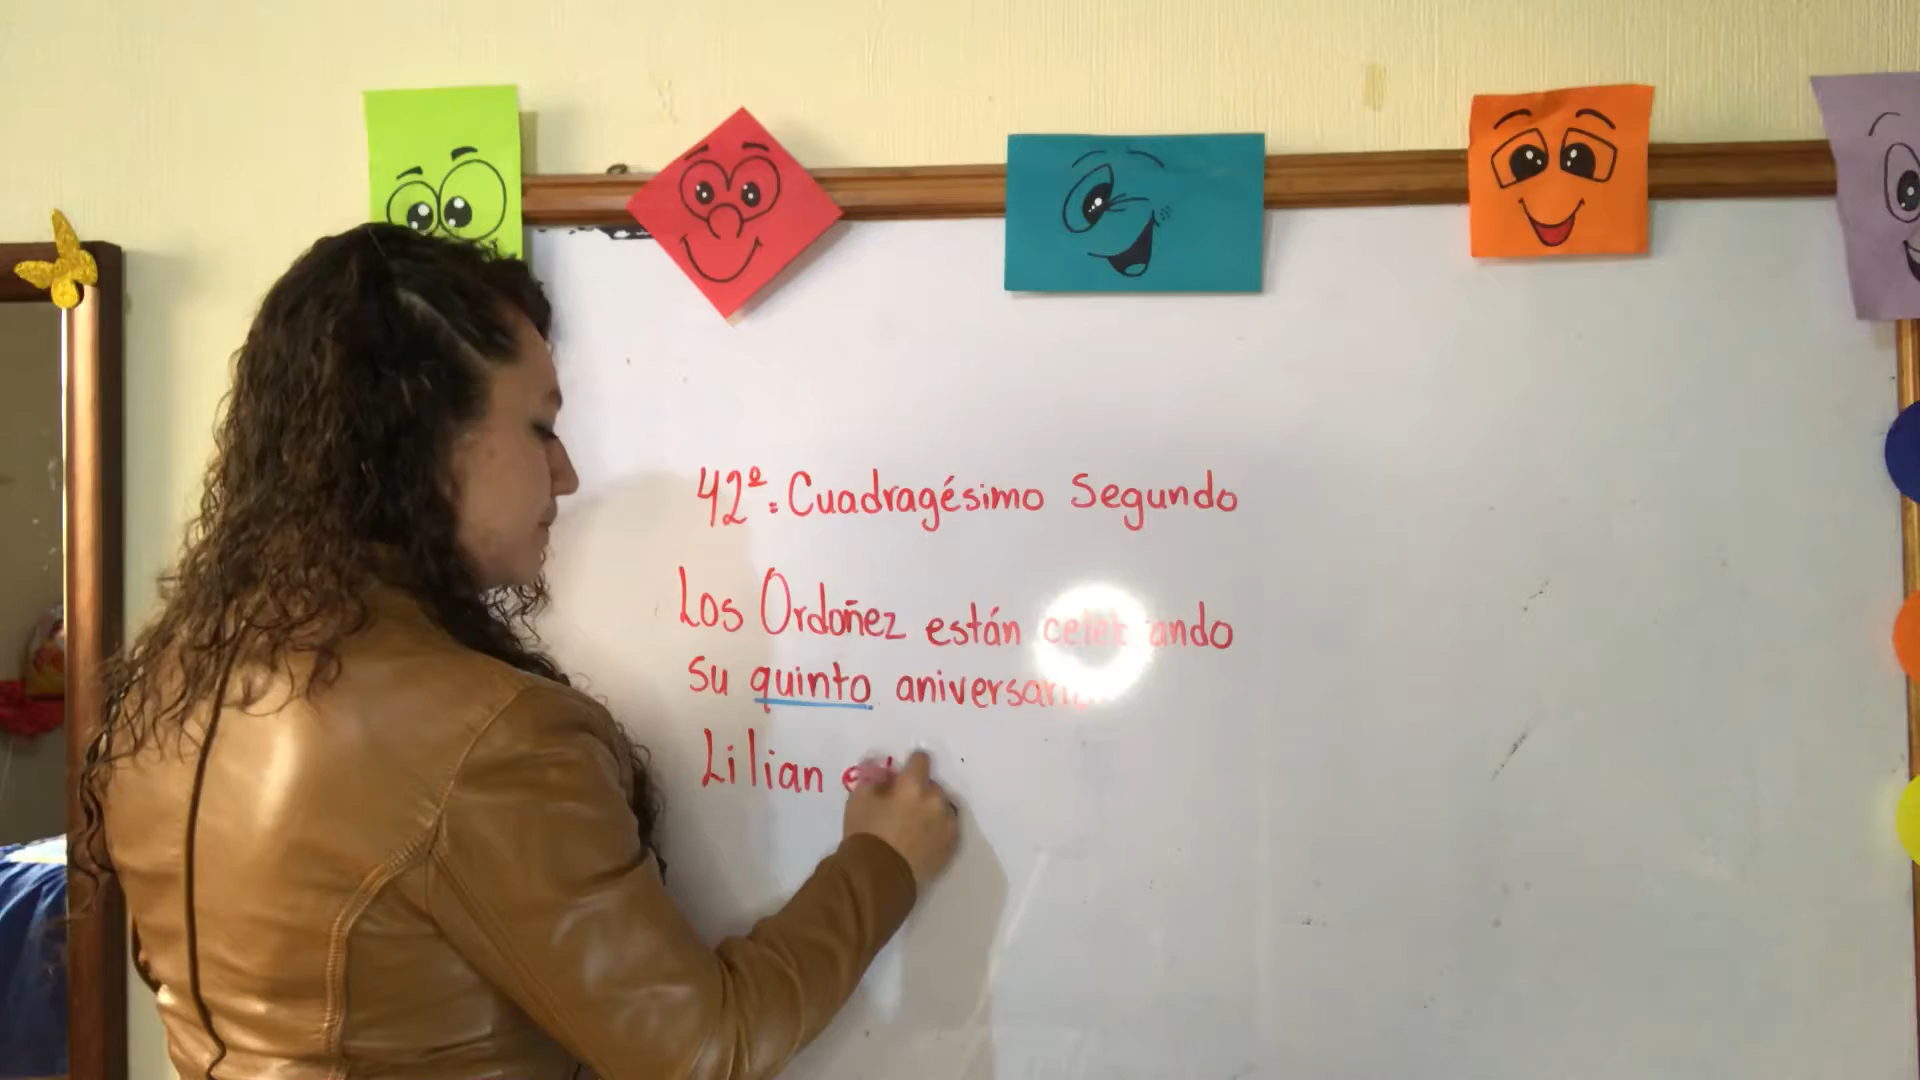 42º: Cuadragésimo Segundo
Los Ordoñez están celebrando
su quinto aniversario
Lilian